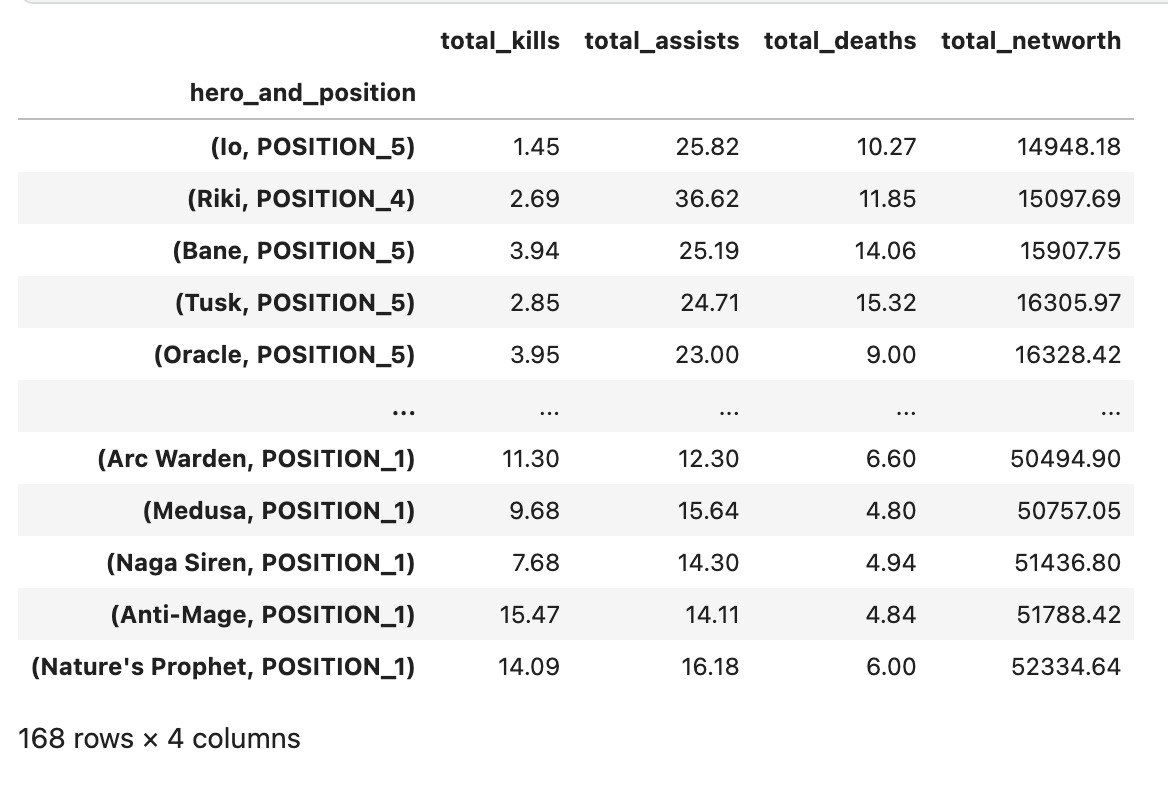 total_kills total_assists total_deaths total_networth
hero_and_position
(Io, POSITION_5) 1.45 25.82 10.27 14948.18
(Riki, POSITION_4) 2.69 36.62 11.85 15097.69
(Bane, POSITION_5) 3.94 25.19 14.06 15907.75
(Tusk, POSITION_5) 2.85 24.71 15.32 16305.97
(Oracle, POSITION_5) 3.95 23.00 9.00 16328.42
... ... ... ... ...
(Arc Warden, POSITION_1) 11.30 12.30 6.60 50494.90
(Medusa, POSITION_1) 9.68 15.64 4.80 50757.05
(Naga Siren, POSITION_1) 7.68 14.30 4.94 51436.80
(Anti-Mage, POSITION_1) 15.47 14.11 4.84 51788.42
(Nature's Prophet, POSITION_1) 14.09 16.18 6.00 52334.64
168 rows × 4 columns